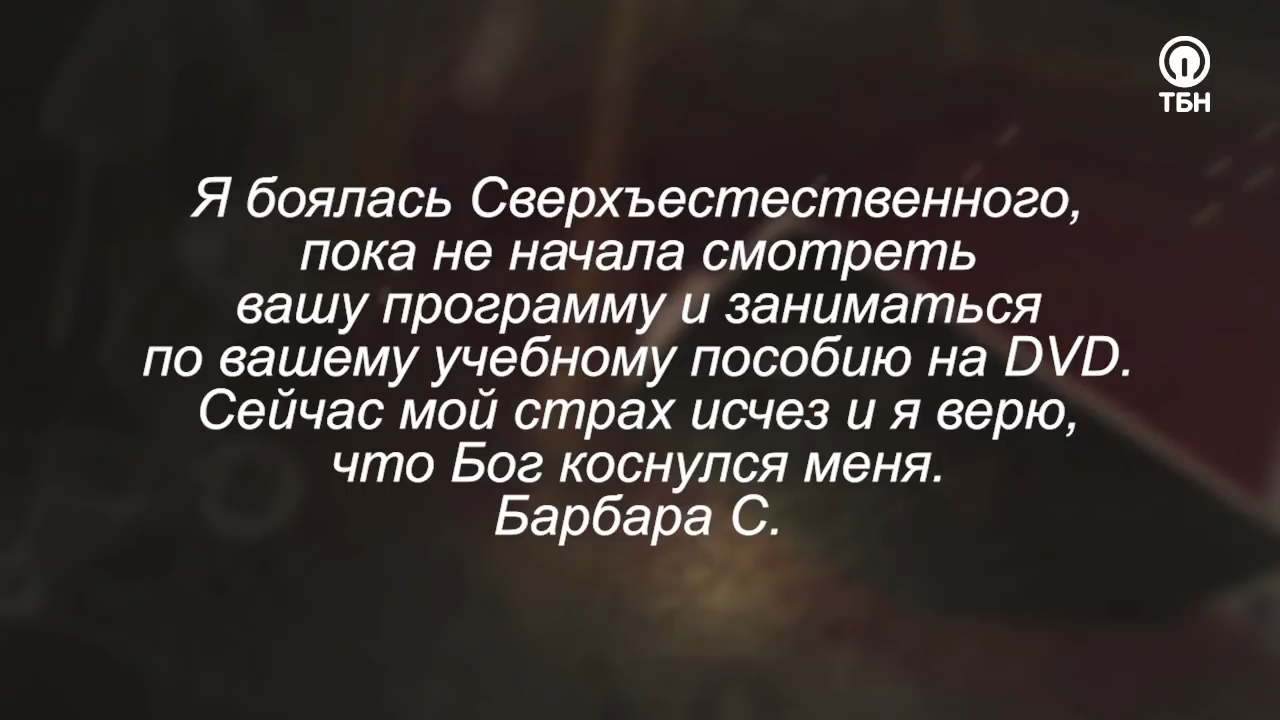 ТБН
Я боялась Сверхъестественного,
пока не начала смотреть
вашу программу и заниматься
по вашему учебному пособию на DVD.
Сейчас мой страх исчез и я верю,
что Бог коснулся меня.
Барбара С.